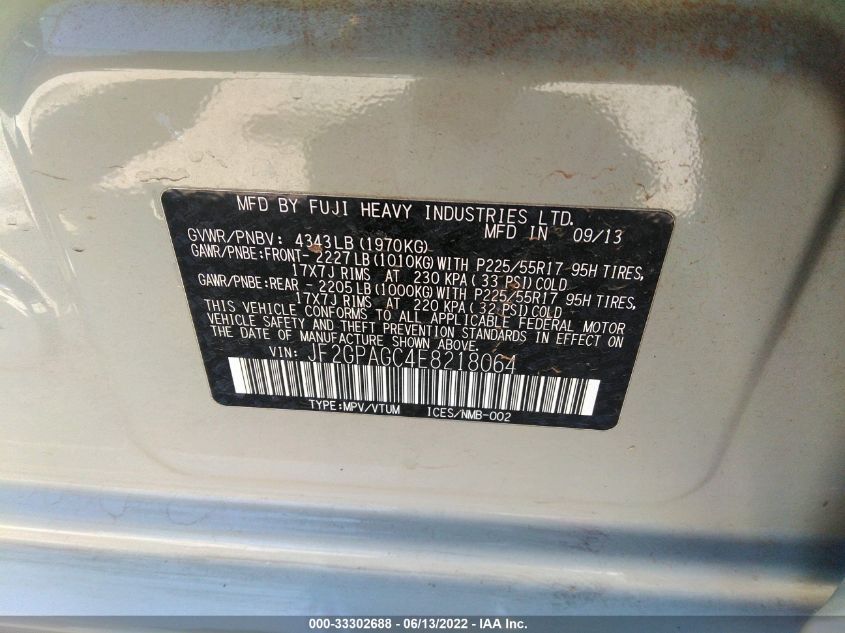 MFD BY FUJI HEAVY INDUSTRIES LTD.
GVWR/PNBV: 4343LB(1970KG) MFD IN 09/13
GAWR/PNBE:FRONT- 2227LB(1010KG)WITH P225/55R17 95H TIRES,
17X7J RIMS AT 230 KPA(33 PSI)COLD
GAWR/PNBE:REAR - 2205LB(1000KG)WITH P225/55R17 95H TIRES,
17X7J RIMS AT 220 KPA(32 PSI)COLD
THIS VEHICLE CONFORMS TO ALL APPLICABLE FEDERAL MOTOR
VEHICLE SAFETY AND THEFT PREVENTION STANDARDS IN EFFECT ON
THE DATE OF MANUFACTURE SHOWN ABOVE.
VIN: JF2GPAGC4E8218064
TYPE:MPV/VTUM ICES/NMB-002
000-33302688 - 06/13/2022 - IAA Inc.